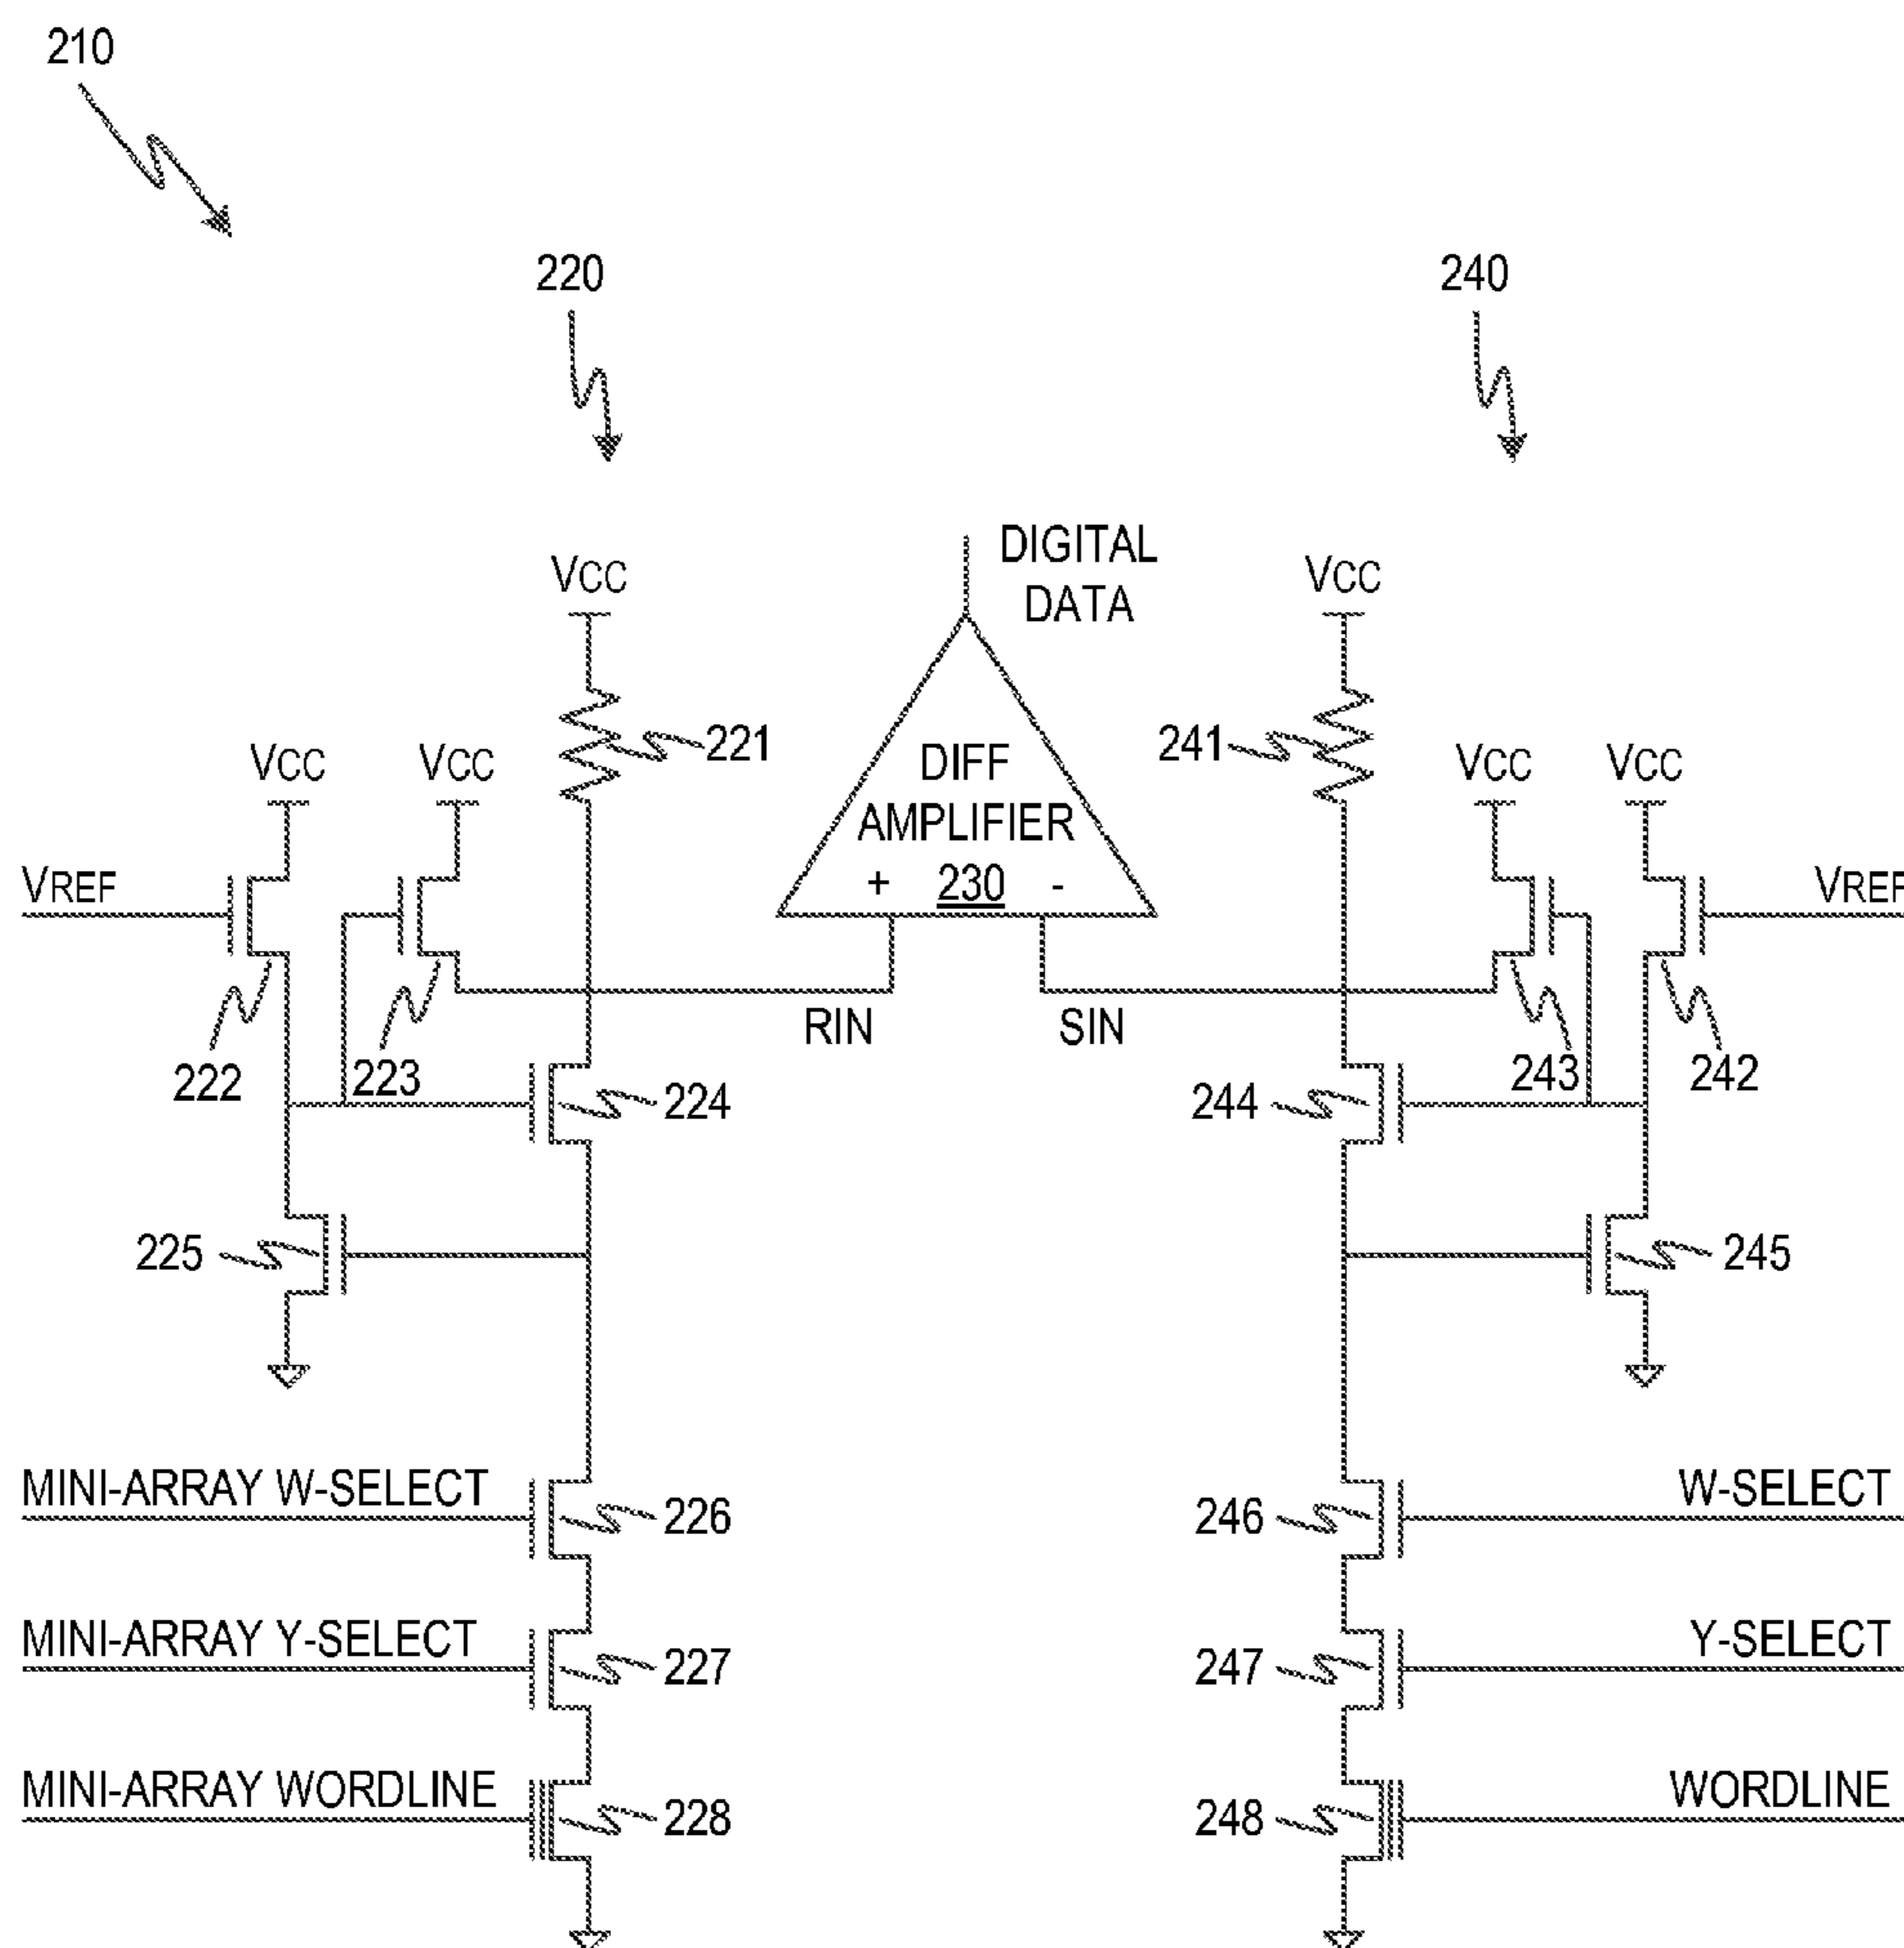 210
220
240
DIGITAL
DATA
VCC
VCC
221
241
DIFF
AMPLIFIER
230
+
-
VCC
VCC
VCC
VCC
VREF
VREF
RIN
SIN
222
223
243
242
224
244
225
245
MINI-ARRAY W-SELECT
226
246
W-SELECT
MINI-ARRAY Y-SELECT
227
247
Y-SELECT
MINI-ARRAY WORDLINE
228
248
WORDLINE